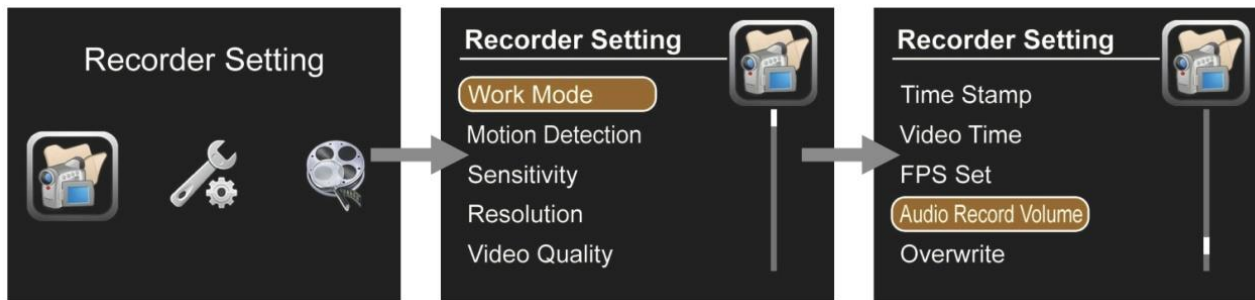 Recorder Setting
Recorder Setting
Work Mode
Motion Detection
Sensitivity
Resolution
Video Quality
Recorder Setting
Time Stamp
Video Time
FPS Set
Audio Record Volume
Overwrite